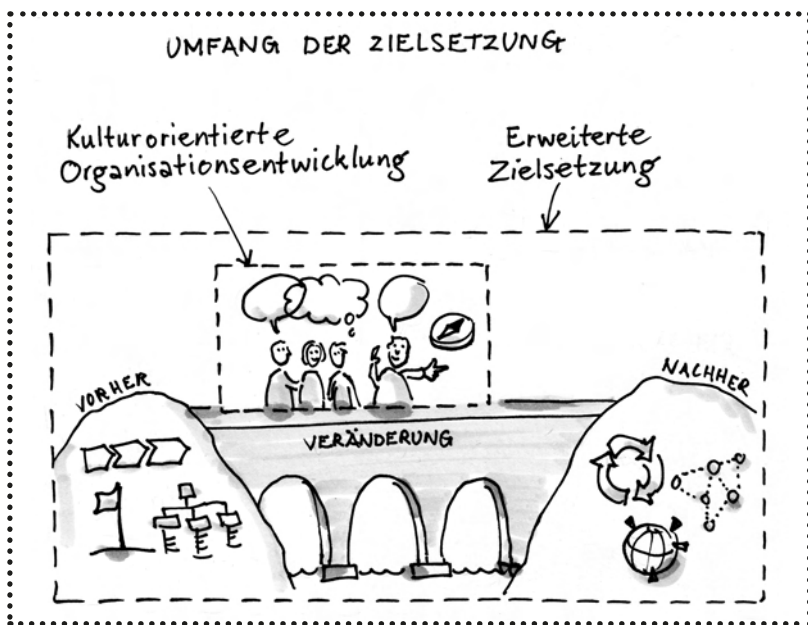 UMFANG DER ZIELSETZUNG
Kulturorientierte
Organisationsentwicklung
Erweiterte
Zielsetzung
VORHER
NACHHER
VERÄNDERUNG